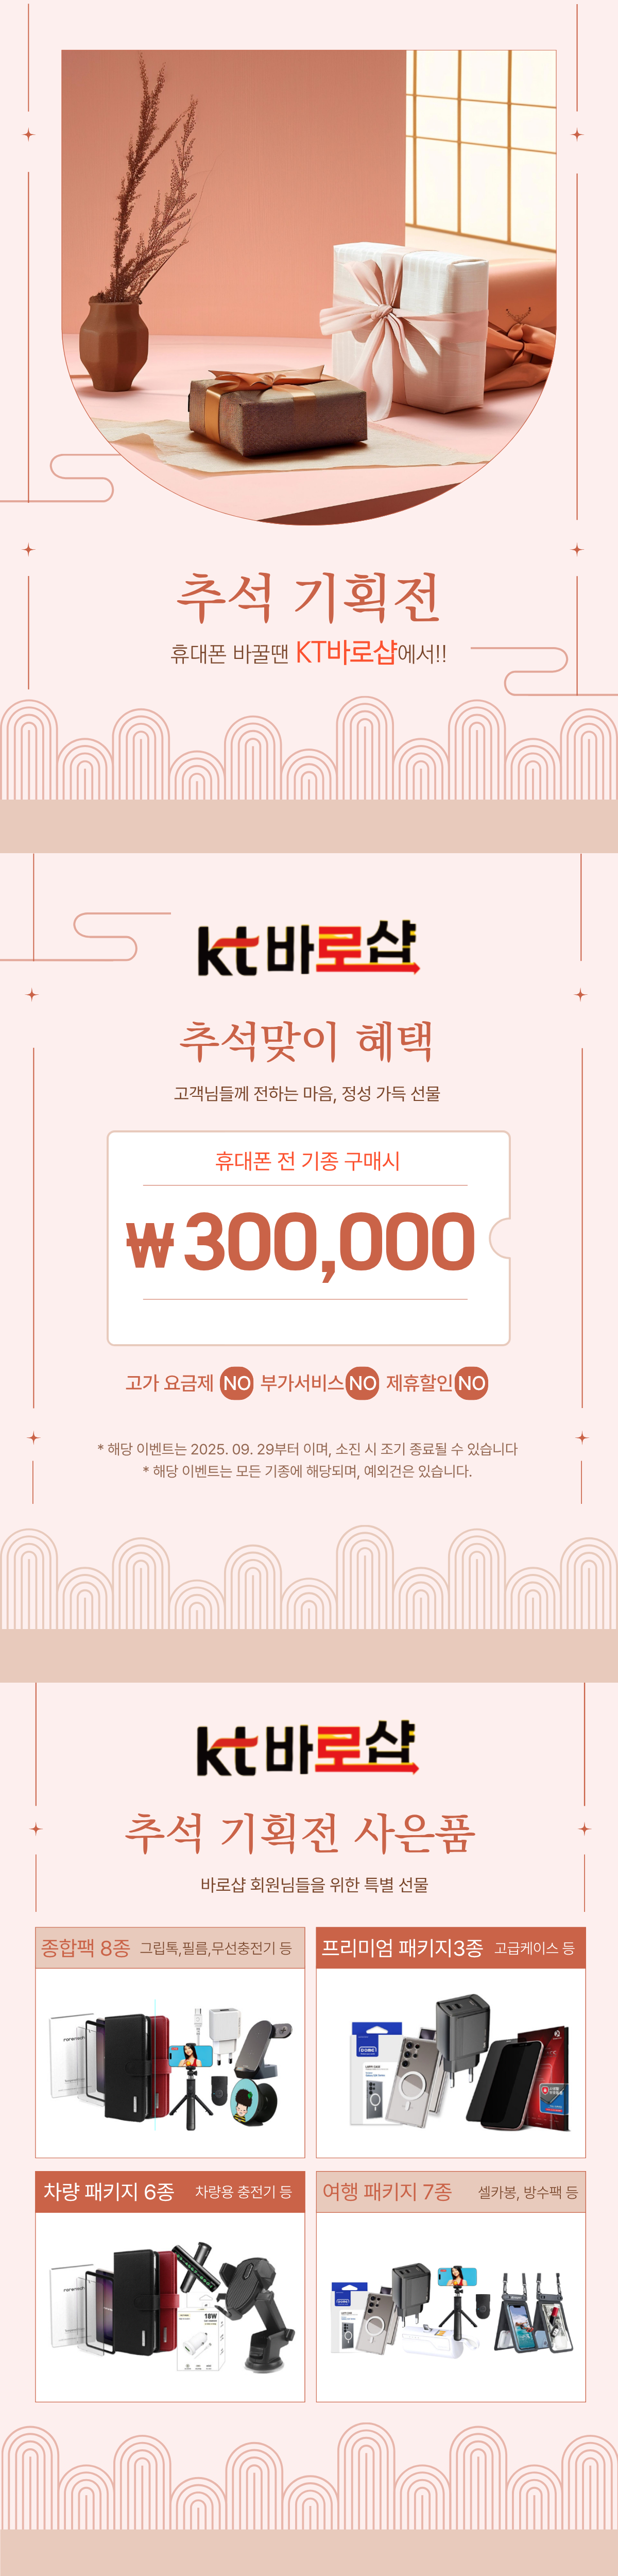 추석 기획전
휴대폰 바꿀땐 KT바로샵에서!!
kt 바로샵
추석맞이 혜택
고객님들께 전하는 마음, 정성 가득 선물
휴대폰 전 기종 구매시
₩300,000
고가 요금제 NO 부가서비스 NO 제휴할인 NO
* 해당 이벤트는 2025. 09. 29부터 이며, 소진 시 조기 종료될 수 있습니다
* 해당 이벤트는 모든 기종에 해당되며, 예외건은 있습니다.
kt 바로샵
추석 기획전 사은품
바로샵 회원님들을 위한 특별 선물
종합팩 8종 그립톡,필름,무선충전기 등
프리미엄 패키지3종 고급케이스 등
DOME
차량 패키지 6종 차량용 충전기 등
여행 패키지 7종 셀카봉, 방수팩 등
18W
DOME